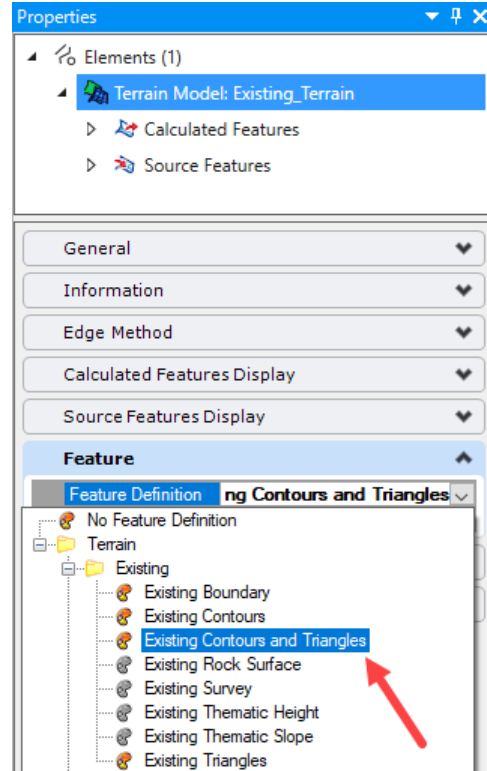 Properties
Elements (1)
Terrain Model: Existing_Terrain
Calculated Features
Source Features
General
Information
Edge Method
Calculated Features Display
Source Features Display
Feature
Feature Definition ng Contours and Triangles
No Feature Definition
Terrain
Existing
Existing Boundary
Existing Contours
Existing Contours and Triangles
Existing Rock Surface
Existing Survey
Existing Thematic Height
Existing Thematic Slope
Existing Triangles